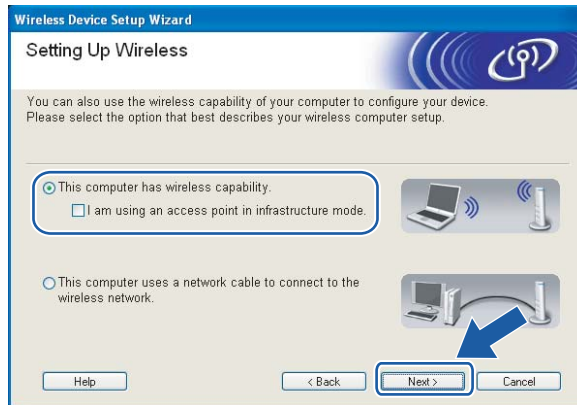 Wireless Device Setup Wizard
Setting Up Wireless
You can also use the wireless capability of your computer to configure your device.
Please select the option that best describes your wireless computer setup.
This computer has wireless capability.
I am using an access point in infrastructure mode.
This computer uses a network cable to connect to the
wireless network.
Help
< Back
Next >
Cancel